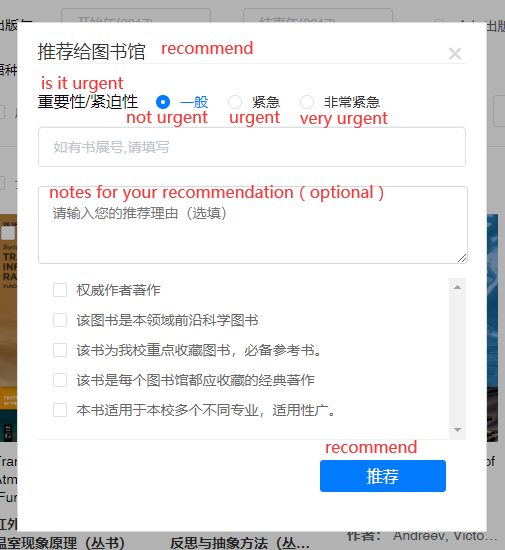 推荐给图书馆 recommend
×
is it urgent
重要性/紧迫性 一般 紧急 非常紧急
not urgent urgent very urgent
如有书展号,请填写
notes for your recommendation ( optional )
请输入您的推荐理由（选填）
权威作者著作
该图书是本领域前沿科学图书
该书为我校重点收藏图书，必备参考书。
该书是每个图书馆都应收藏的经典著作
本书适用于本校多个不同专业，适用性广。
recommend
推荐
温室现象原理（丛书） 反思与抽象方法（丛... 作者： Andreev, Victo...